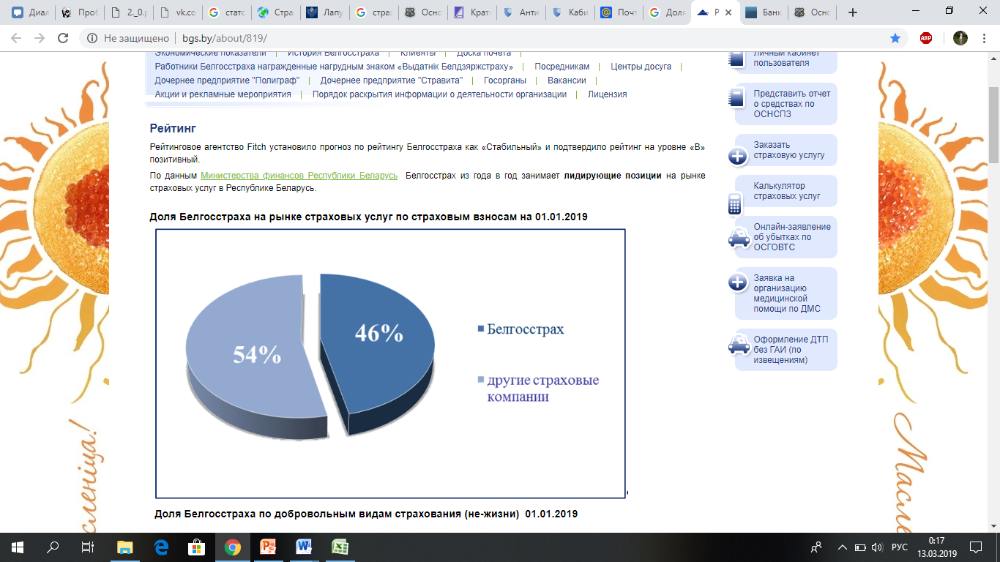 Диал
Проб
2._0.p
vk.co
статс
Стра
Лапу
страх
Осно
Крат
Анти
Каби
Почт
Доля
Р
Банк
Осно
Не защищено | bgs.by/about/819/
ABP
Экономические показатели | История Белгосстраха | Клиенты | Доска почета |
Работники Белгосстраха награжденные нагрудным знаком «Выдатнік Белдзяржстраху» | Посредникам | Центры досуга |
Дочернее предприятие "Полиграф" | Дочернее предприятие "Стравита" | Госорганы | Вакансии |
Акции и рекламные мероприятия | Порядок раскрытия информации о деятельности организации | Лицензия
Рейтинг
Рейтинговое агентство Fitch установило прогноз по рейтингу Белгосстраха как «Стабильный» и подтвердило рейтинг на уровне «В»
позитивный.
По данным Министерства финансов Республики Беларусь Белгосстрах из года в год занимает лидирующие позиции на рынке
страховых услуг в Республике Беларусь.
Доля Белгосстраха на рынке страховых услуг по страховым взносам на 01.01.2019
46%
54%
Белгосстрах
другие страховые
компании
Доля Белгосстраха по добровольным видам страхования (не-жизни) 01.01.2019
Личный кабинет
пользователя
Представить отчет
о средствах по
ОСНСПЗ
Заказать
страховую услугу
Калькулятор
страховых услуг
Онлайн-заявление
об убытках по
ОСГОВТС
Заявка на
организацию
медицинской
помощи по ДМС
Оформление ДТП
без ГАИ (по
извещениям)
сленіца!
Масле
РУС
0:17
13.03.2019